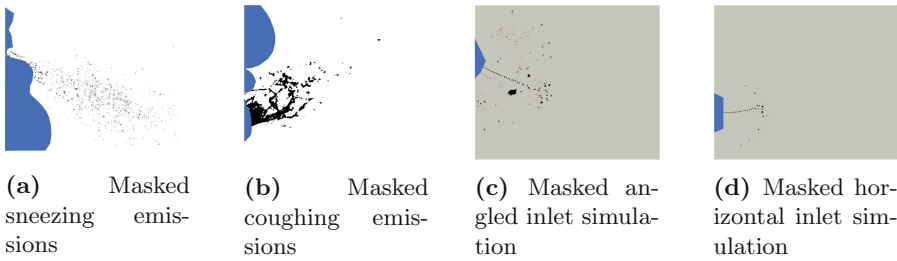 (a) Masked
sneezing emis-
sions
(b) Masked
coughing emis-
sions
(c) Masked an-
gled inlet simula-
tion
(d) Masked hor-
izontal inlet sim-
ulation